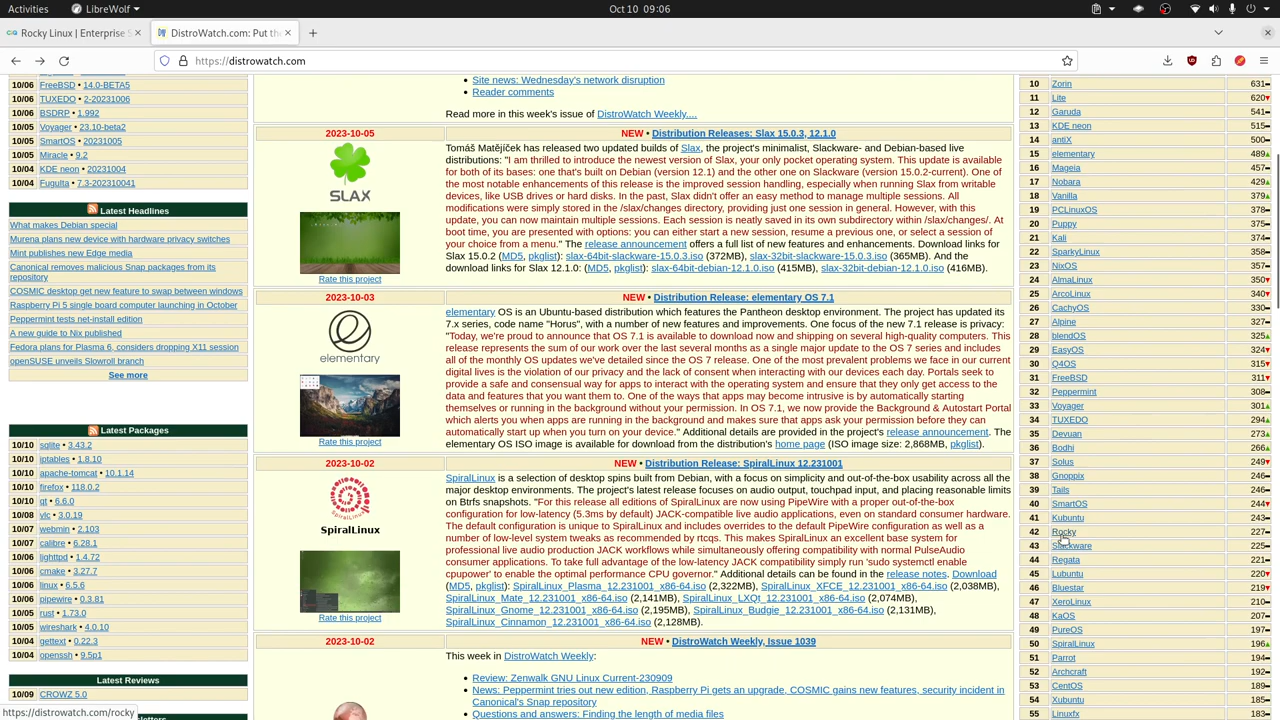 Activities
LibreWolf
Oct 10 09:06
Rocky Linux | Enterprise
DistroWatch.com: Put th
https://distrowatch.com
10/06 FreeBSD • 14.0-BETA5
10/06 TUXEDO • 2-20231006
10/06 BSDRP • 1.992
10/05 Voyager • 23.10-beta2
10/05 SmartOS • 20231005
10/05 Miracle • 9.2
10/04 KDE neon • 20231004
10/04 Fuguita • 7.3-202310041
Latest Headlines
What makes Debian special
Murena plans new device with hardware privacy switches
Mint publishes new Edge media
Canonical removes malicious Snap packages from its
repository
COSMIC desktop get new feature to swap between windows
Raspberry Pi 5 single board computer launching in October
Peppermint tests net-install edition
A new guide to Nix published
Fedora plans for Plasma 6, considers dropping X11 session
openSUSE unveils Slowroll branch
See more
Latest Packages
10/10 sqlite • 3.43.2
10/10 iptables • 1.8.10
10/10 apache-tomcat • 10.1.14
10/10 firefox • 118.0.2
10/10 qt • 6.6.0
10/08 vlc • 3.0.19
10/07 webmin • 2.103
10/07 calibre • 6.28.1
10/06 lighttpd • 1.4.72
10/06 cmake • 3.27.7
10/06 linux • 6.5.6
10/06 pipewire • 0.3.81
10/05 rust • 1.73.0
10/05 wireshark • 4.0.10
10/04 gettext • 0.22.3
10/04 openssh • 9.5p1
Latest Reviews
10/09 CROWZ 5.0
https://distrowatch.com/rocky
Site news: Wednesday's network disruption
Reader comments
Read more in this week's issue of DistroWatch Weekly....
2023-10-05 NEW • Distribution Releases: Slax 15.0.3, 12.1.0
SLAX
Rate this project
Tomáš Matějíček has released two updated builds of Slax, the project's minimalist, Slackware- and Debian-based live
distributions: "I am thrilled to introduce the newest version of Slax, your only pocket operating system. This update is available
for both of its bases: one that's built on Debian (version 12.1) and the other one on Slackware (version 15.0.2-current). One of
the most notable enhancements of this release is the improved session handling, especially when running Slax from writable
devices, like USB drives or hard disks. In the past, Slax didn't offer an easy method to manage multiple sessions. All
modifications were simply stored in the /slax/changes directory, providing just one session in general. However, with this
update, you can now maintain multiple sessions. Each session is neatly saved in its own subdirectory within /slax/changes/. At
boot time, you are presented with options: you can either start a new session, resume a previous one, or select a session of
your choice from a menu." The release announcement offers a full list of new features and enhancements. Download links for
Slax 15.0.2 (MD5, pkglist): slax-64bit-slackware-15.0.3.iso (372MB), slax-32bit-slackware-15.0.3.iso (365MB). And the
download links for Slax 12.1.0: (MD5, pkglist): slax-64bit-debian-12.1.0.iso (415MB), slax-32bit-debian-12.1.0.iso (416MB).
2023-10-03 NEW • Distribution Release: elementary OS 7.1
elementary
Rate this project
elementary OS is an Ubuntu-based distribution which features the Pantheon desktop environment. The project has updated its
7.x series, code name "Horus", with a number of new features and improvements. One focus of the new 7.1 release is privacy:
"Today, we're proud to announce that OS 7.1 is available to download now and shipping on several high-quality computers. This
release represents the sum of our work over the last several months as a single major update to the OS 7 series and includes
all of the monthly OS updates we've detailed since the OS 7 release. One of the most prevalent problems we face in our current
digital lives is the violation of our privacy and the lack of consent when interacting with our devices each day. Portals seek to
provide a safe and consensual way for apps to interact with the operating system and ensure that they only get access to the
data and features that you want them to. One of the ways that apps may become intrusive is by automatically starting
themselves or running in the background without your permission. In OS 7.1, we now provide the Background & Autostart Portal
which alerts you when apps are running in the background and makes sure that apps must ask your permission before they can
automatically start up when you turn on your device." Additional details are provided in the project's release announcement. The
elementary OS ISO image is available for download from the distribution's home page (ISO image size: 2,868MB, pkglist).
2023-10-02 NEW • Distribution Release: SpiralLinux 12.231001
SPIRALLINUX
Rate this project
SpiralLinux is a selection of desktop spins built from Debian, with a focus on simplicity and out-of-the-box usability across all the
major desktop environments. The project's latest release focuses on audio output, touchpad input, and placing reasonable limits
on Btrfs snapshots. "For this release all editions of SpiralLinux are now using PipeWire with a proper out-of-the-box
configuration for low-latency (5.3ms by default) JACK-compatible live audio applications, even on standard consumer hardware.
The default configuration is unique to SpiralLinux and includes overrides to the default PipeWire configuration as well as a
number of low-level system tweaks as recommended by rtcqs. This makes SpiralLinux an excellent base system for
professional live audio production JACK workflows while simultaneously offering compatibility with normal PulseAudio
consumer applications. To take full advantage of the low-latency JACK compatibility simply run 'sudo systemctl enable
cpupower' to enable the optimal performance CPU governor." Additional details can be found in the release notes. Download
(MD5, pkglist): SpiralLinux_Plasma_12.231001_x86-64.iso (2,322MB), SpiralLinux_XFCE_12.231001_x86-64.iso (2,038MB),
SpiralLinux_Mate_12.231001_x86-64.iso (2,141MB), SpiralLinux_LXQt_12.231001_x86-64.iso (2,074MB),
SpiralLinux_Gnome_12.231001_x86-64.iso (2,195MB), SpiralLinux_Budgie_12.231001_x86-64.iso (2,131MB),
SpiralLinux_Cinnamon_12.231001_x86-64.iso (2,128MB).
2023-10-02 NEW • DistroWatch Weekly, Issue 1039
This week in DistroWatch Weekly:
Review: Zenwalk GNU Linux Current-230909
News: Peppermint tries out new edition, Raspberry Pi gets an upgrade, COSMIC gains new features, security incident in
Canonical's Snap repository
Questions and answers: Finding the length of media files
10 Zorin 631
11 Lite 620
12 Garuda 541
13 KDE neon 515
14 antiX 500
15 elementary 489
16 Mageia 457
17 Nobara 429
18 Vanilla 379
19 PCLinuxOS 378
20 Puppy 375
21 Kali 374
22 SparkyLinux 358
23 NixOS 357
24 AlmaLinux 350
25 ArcoLinux 340
26 CachyOS 330
27 Alpine 327
28 blendOS 325
29 EasyOS 324
30 Q4OS 315
31 FreeBSD 311
32 Peppermint 308
33 Voyager 301
34 TUXEDO 294
35 Devuan 273
36 Bodhi 266
37 Solus 249
38 Gnoppix 246
39 Tails 246
40 SmartOS 244
41 Kubuntu 243
42 Rocky 227
43 Slackware 225
44 Regata 221
45 Lubuntu 220
46 Bluestar 219
47 XeroLinux 210
48 KaOS 207
49 PureOS 197
50 SpiralLinux 196
51 Parrot 194
52 Archcraft 192
53 CentOS 189
54 Xubuntu 185
55 Linuxfx 183